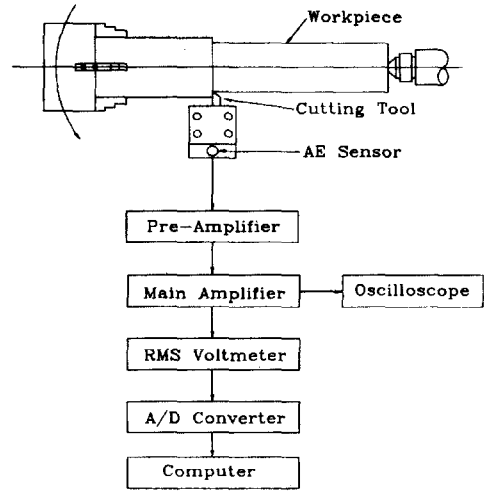 Workpiece
Cutting Tool
AE Sensor
Pre-Amplifier
Main Amplifier
Oscilloscope
RMS Voltmeter
A/D Converter
Computer